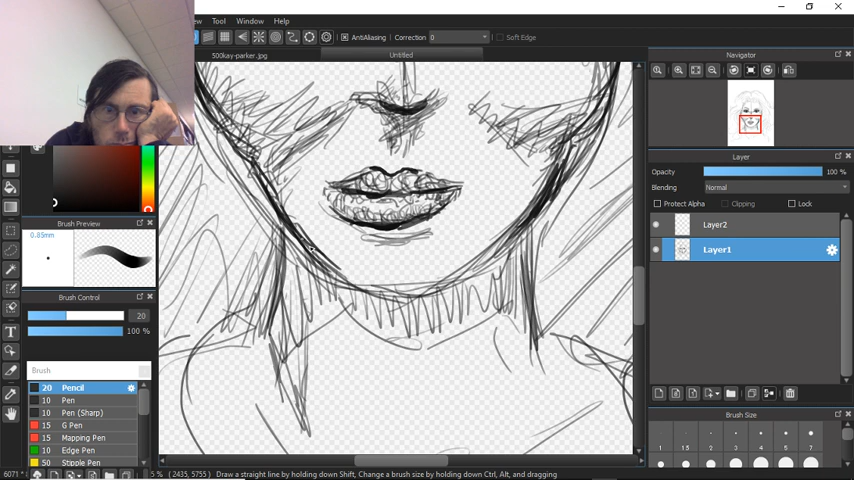 ew Tool Window Help
AntiAliasing Correction 0 Soft Edge
500kay-parker.jpg Untitled
Navigator
Layer
Opacity 100 %
Blending Normal
Protect Alpha Clipping Lock
Layer2
Layer1
Brush Preview
0.85mm
Brush Control
20
100 %
Brush
20 Pencil
10 Pen
10 Pen (Sharp)
15 G Pen
15 Mapping Pen
10 Edge Pen
50 Stipple Pen
Brush Size
1 1.5 2 3 4 5 7
6071 * 5 % ( 2435, 5755 ) Draw a straight line by holding down Shift, Change a brush size by holding down Ctrl, Alt, and dragging